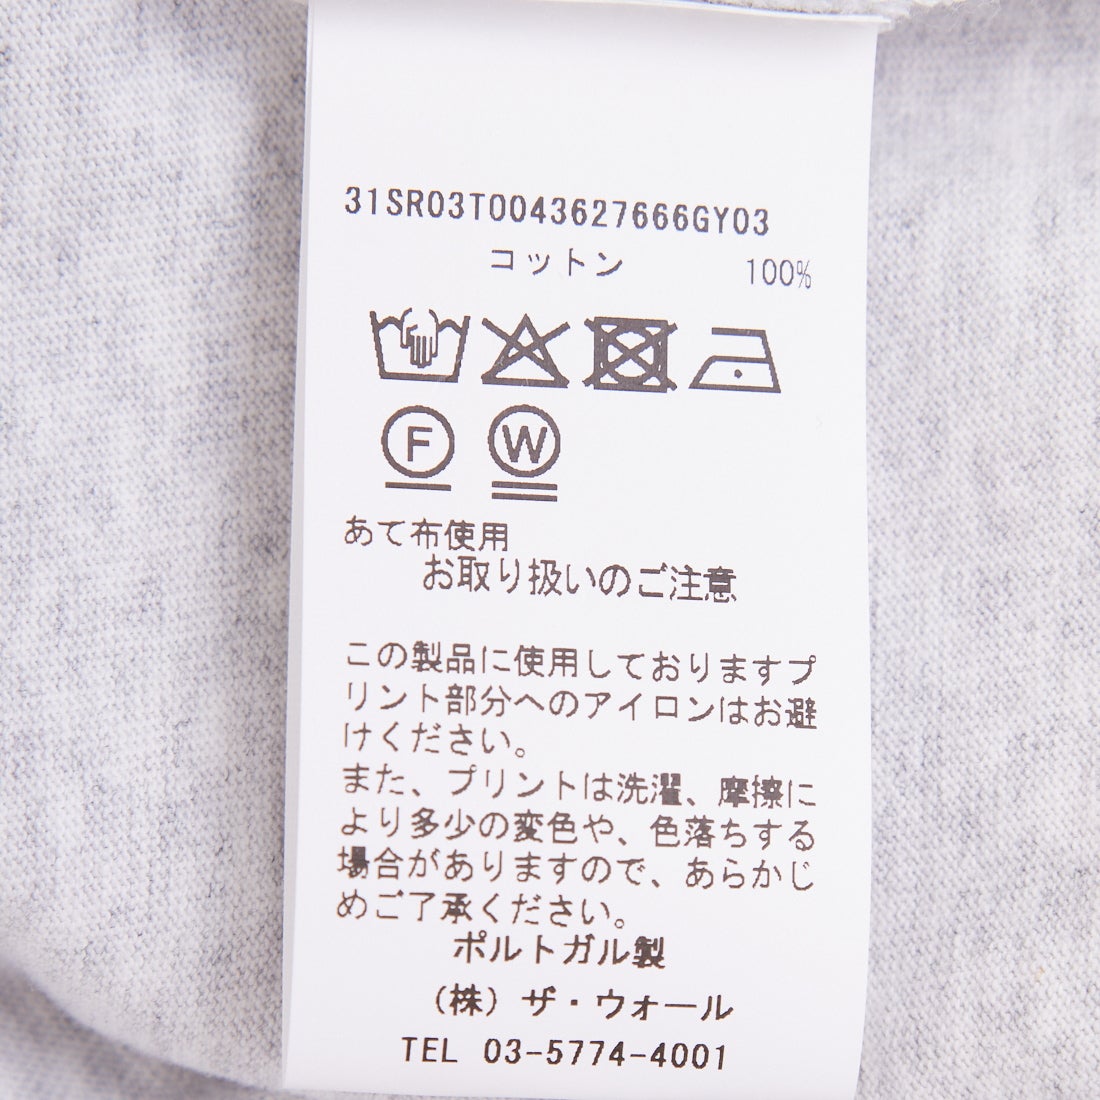 31SR03T0043627666GY03
コットン 100%
F W
あて布使用
お取り扱いのご注意
この製品に使用しておりますプ
リント部分へのアイロンはお避
けください。
また、プリントは洗濯、摩擦に
より多少の変色や、色落ちする
場合がありますので、あらかじ
めご了承ください。
ポルトガル製
（株）ザ・ウォール
TEL 03-5774-4001